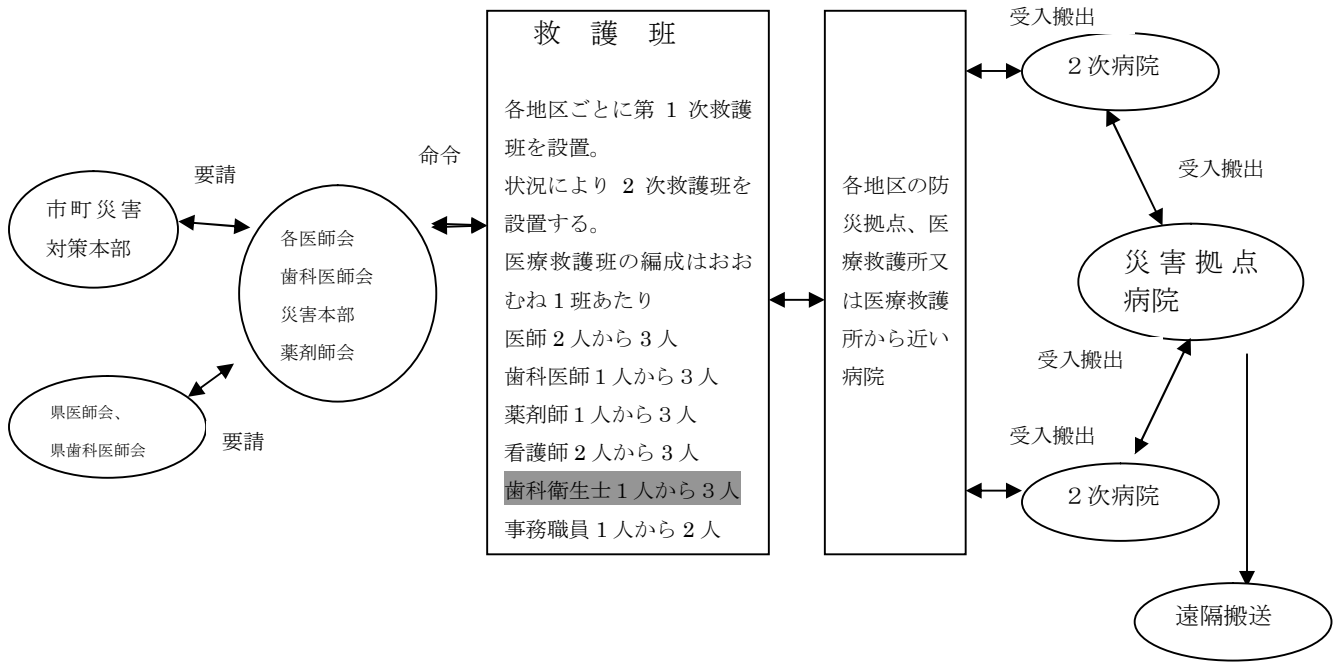 市町災害
対策本部
要請
県医師会、
県歯科医師会
要請
各医師会
歯科医師会
災害本部
薬剤師会
命令
救　護　班
各地区ごとに第 1 次救護
班を設置。
状況により 2 次救護班を
設置する。
医療救護班の編成はおお
むね１班あたり
医師２人から３人
歯科医師１人から３人
薬剤師１人から３人
看護師２人から３人
歯科衛生士１人から３人
事務職員１人から２人
各地区の防
災拠点、医
療救護所又
は医療救護
所から近い
病院
受入搬出
２次病院
受入搬出
災害拠点
病院
受入搬出
受入搬出
２次病院
遠隔搬送